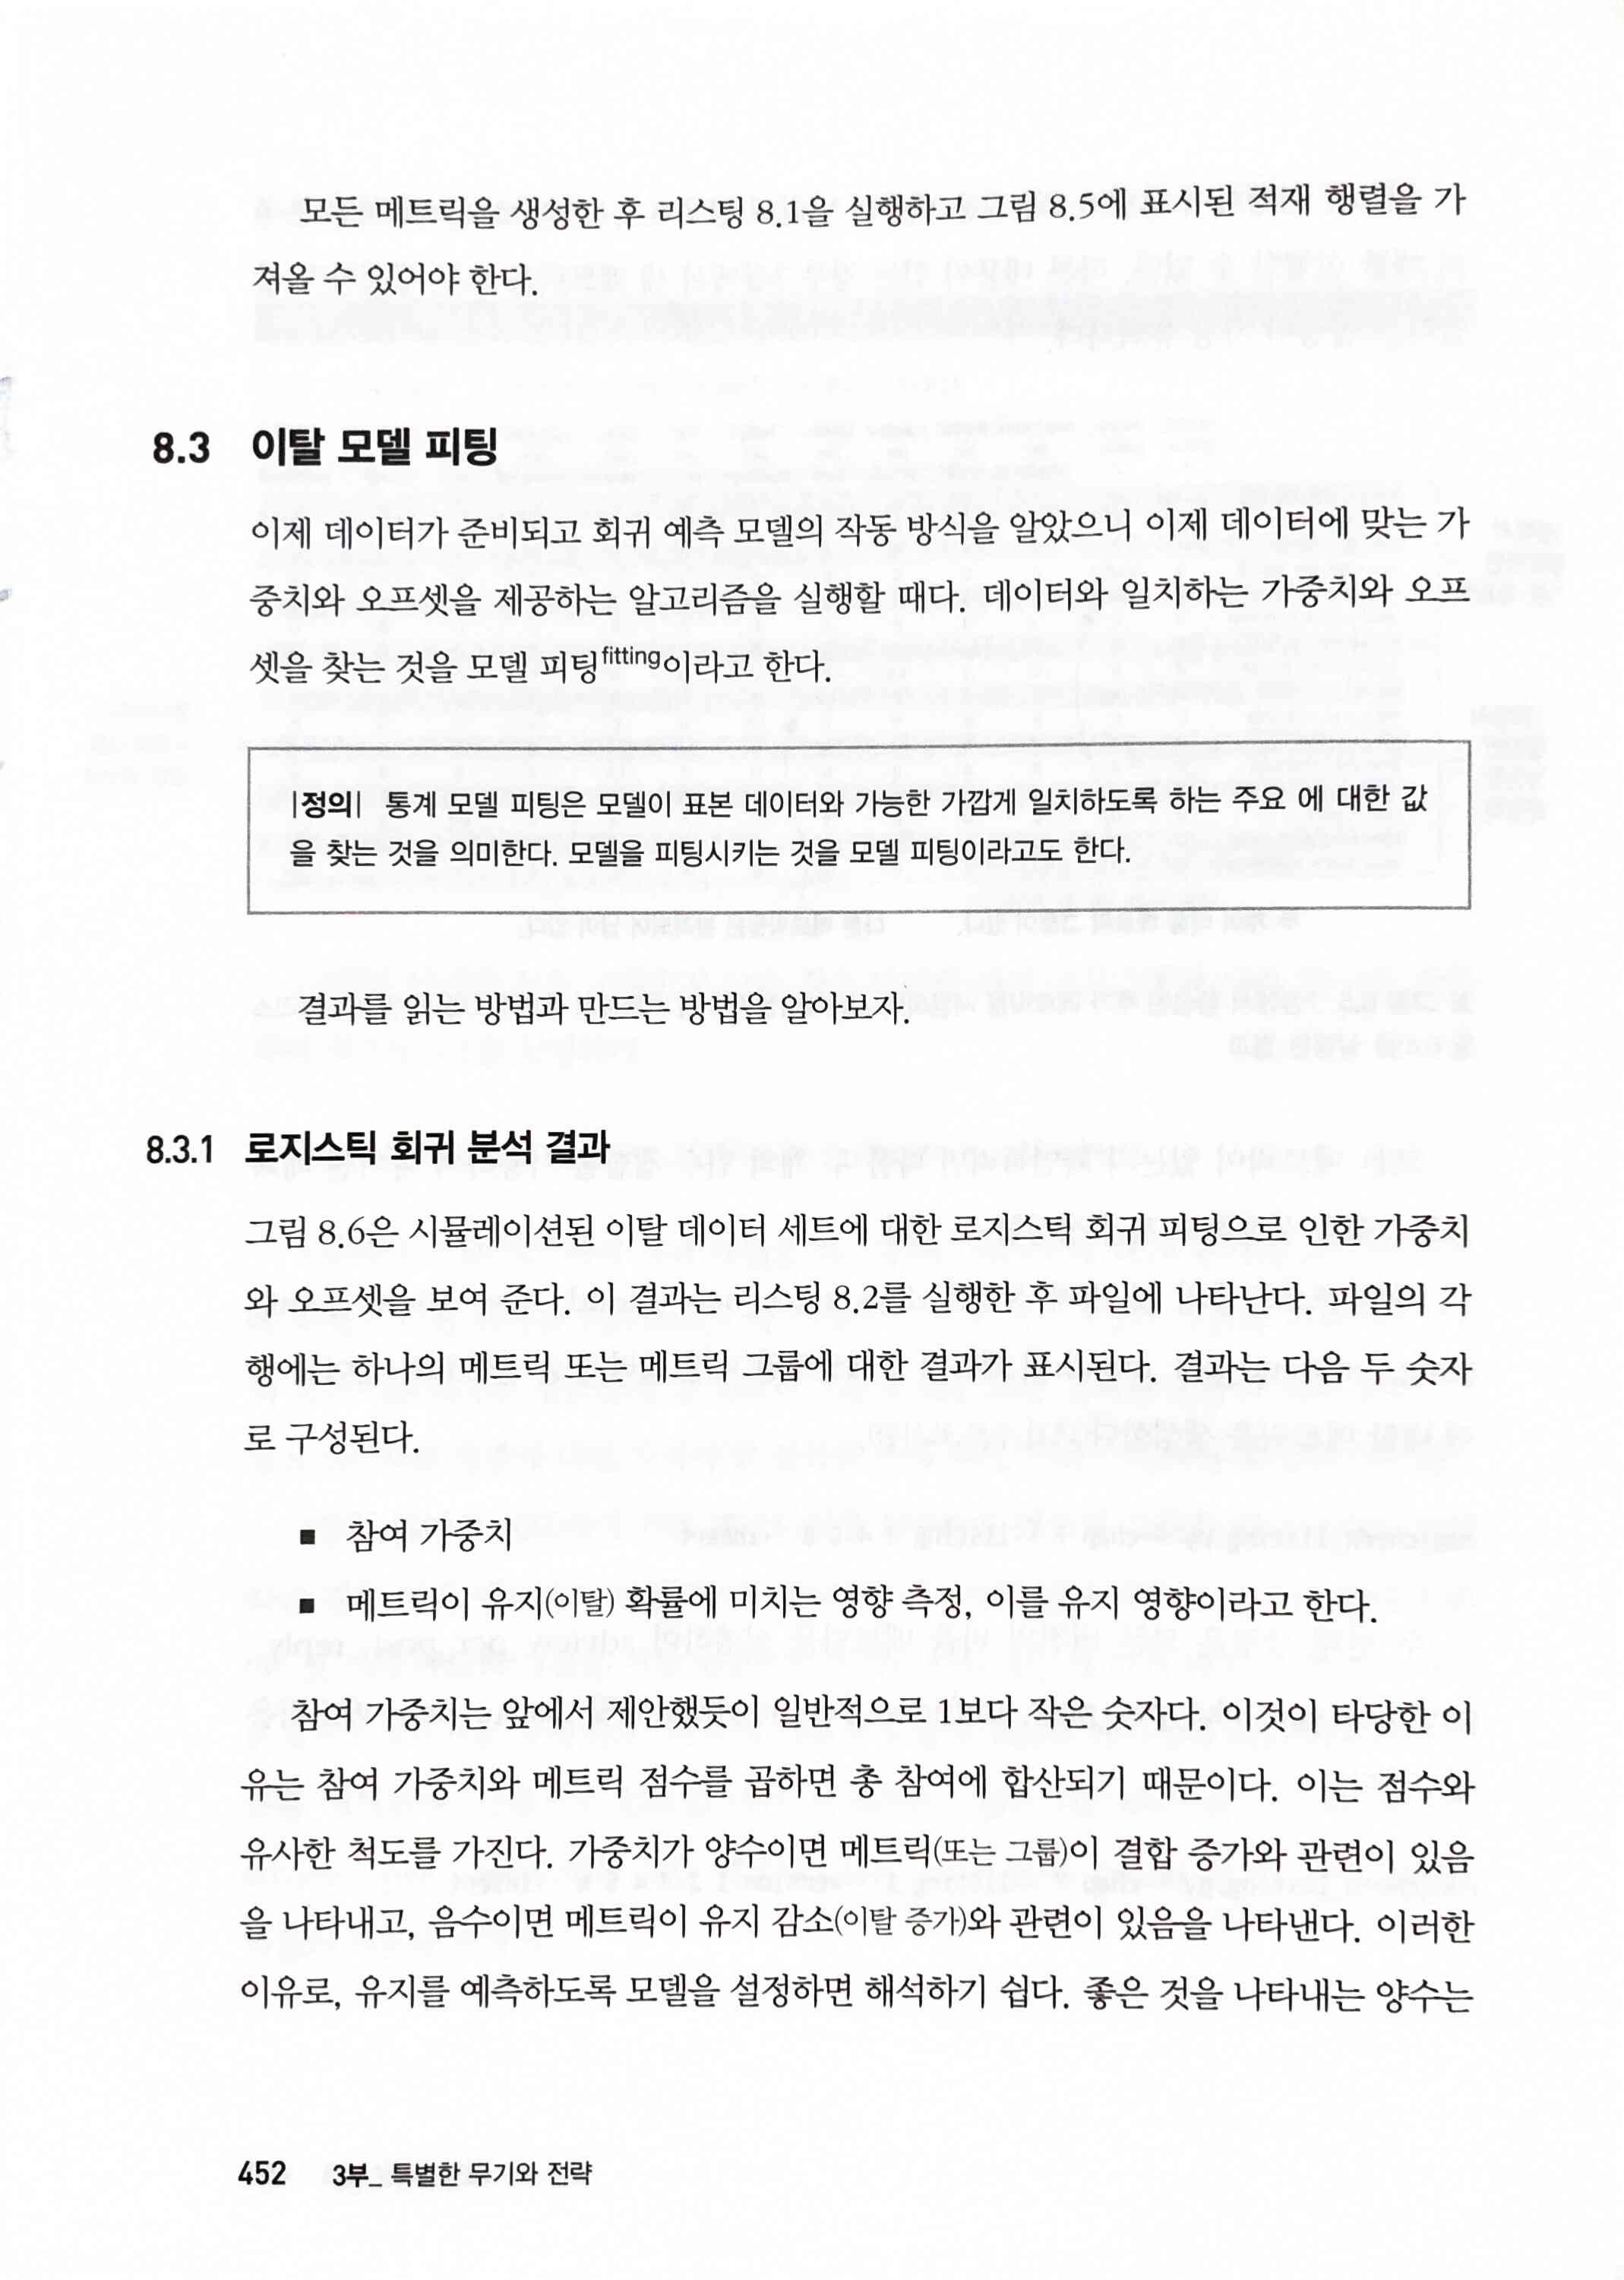 모든 메트릭을 생성한 후 리스팅 8.1을 실행하고 그림 8.5에 표시된 적재 행렬을 가
져올 수 있어야 한다.
8.3 이탈 모델 피팅
이제 데이터가 준비되고 회귀 예측 모델의 작동 방식을 알았으니 이제 데이터에 맞는 가
중치와 오프셋을 제공하는 알고리즘을 실행할 때다. 데이터와 일치하는 가중치와 오프
셋을 찾는 것을 모델 피팅fitting이라고 한다.
|정의| 통계 모델 피팅은 모델이 표본 데이터와 가능한 가깝게 일치하도록 하는 주요 에 대한 값
을 찾는 것을 의미한다. 모델을 피팅시키는 것을 모델 피팅이라고도 한다.
결과를 읽는 방법과 만드는 방법을 알아보자.
8.3.1 로지스틱 회귀 분석 결과
그림 8.6은 시뮬레이션된 이탈 데이터 세트에 대한 로지스틱 회귀 피팅으로 인한 가중치
와 오프셋을 보여 준다. 이 결과는 리스팅 8.2를 실행한 후 파일에 나타난다. 파일의 각
행에는 하나의 메트릭 또는 메트릭 그룹에 대한 결과가 표시된다. 결과는 다음 두 숫자
로 구성된다.
■ 참여 가중치
■ 메트릭이 유지(이탈) 확률에 미치는 영향 측정, 이를 유지 영향이라고 한다.
참여 가중치는 앞에서 제안했듯이 일반적으로 1보다 작은 숫자다. 이것이 타당한 이
유는 참여 가중치와 메트릭 점수를 곱하면 총 참여에 합산되기 때문이다. 이는 점수와
유사한 척도를 가진다. 가중치가 양수이면 메트릭(또는 그룹)이 결합 증가와 관련이 있음
을 나타내고, 음수이면 메트릭이 유지 감소(이탈 증가)와 관련이 있음을 나타낸다. 이러한
이유로, 유지를 예측하도록 모델을 설정하면 해석하기 쉽다. 좋은 것을 나타내는 양수는
452 3부_ 특별한 무기와 전략